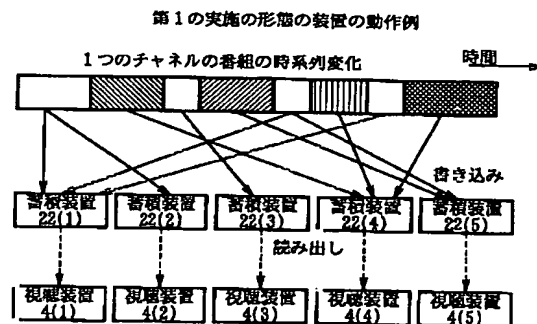 第１の実施の形態の装置の動作例
１つのチャネルの番組の時系列変化
時間
書き込み
蓄積装置 蓄積装置 蓄積装置 蓄積装置 蓄積装置
22(1) 22(2) 22(3) 22(4) 22(5)
読み出し
視聴装置 視聴装置 視聴装置 視聴装置 視聴装置
4(1) 4(2) 4(3) 4(4) 4(5)